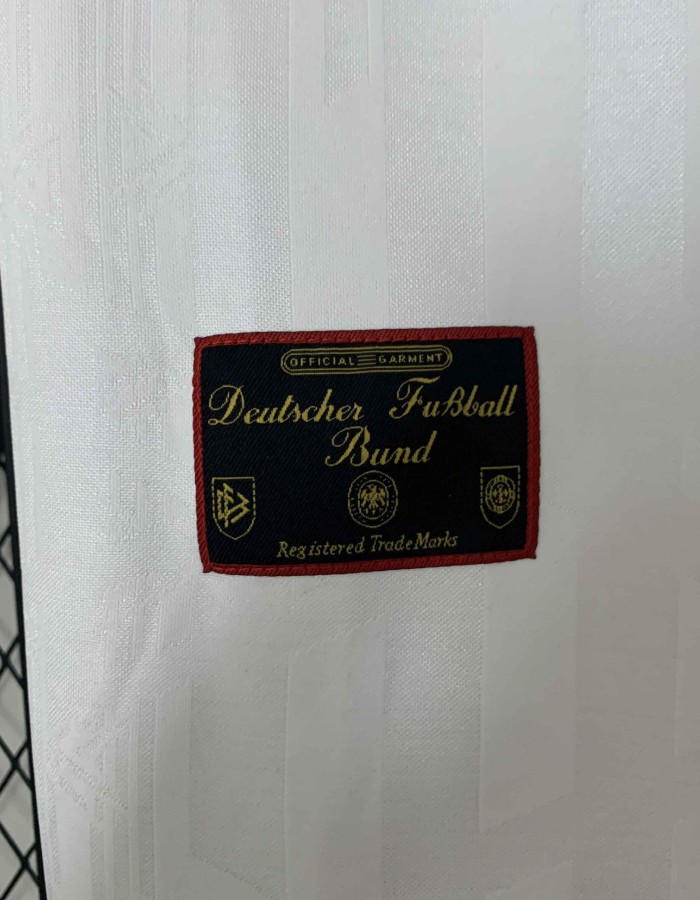 OFFICIAL GARMENT
Deutscher Fußball
Bund
Registered TradeMarks